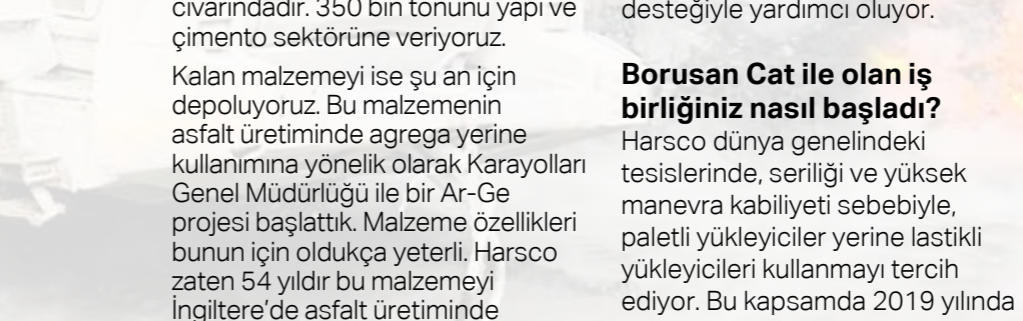 civarındadır. 350 bin tonunu yapı ve
çimento sektörüne veriyoruz.
Kalan malzemeyi ise şu an için
depoluyoruz. Bu malzemenin
asfalt üretiminde agrega yerine
kullanımına yönelik olarak Karayolları
Genel Müdürlüğü ile bir Ar-Ge
projesi başlattık. Malzeme özellikleri
bunun için oldukça yeterli. Harsco
zaten 54 yıldır bu malzemeyi
İngiltere’de asfalt üretiminde
desteğiyle yardımcı oluyor.
Borusan Cat ile olan iş
birliğiniz nasıl başladı?
Harsco dünya genelindeki
tesislerinde, seriliği ve yüksek
manevra kabiliyeti sebebiyle,
paletli yükleyiciler yerine lastikli
yükleyicileri kullanmayı tercih
ediyor. Bu kapsamda 2019 yılında